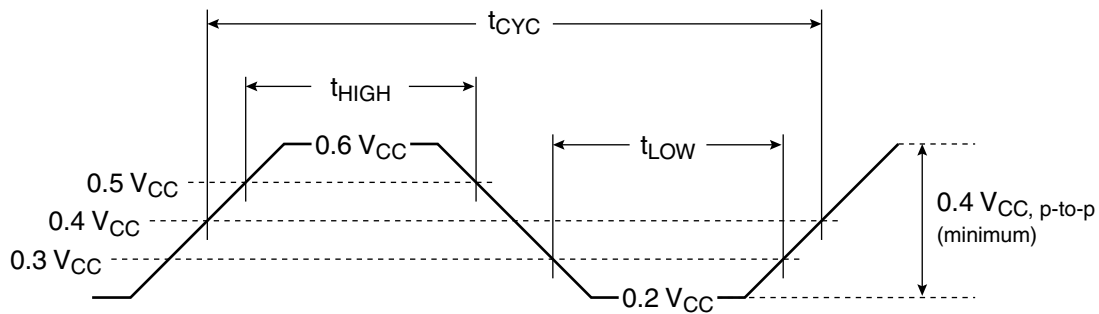 tCYC
tHIGH
0.6 VCC
tLOW
0.5 VCC
0.4 VCC
0.4 VCC, p-to-p
(minimum)
0.3 VCC
0.2 VCC